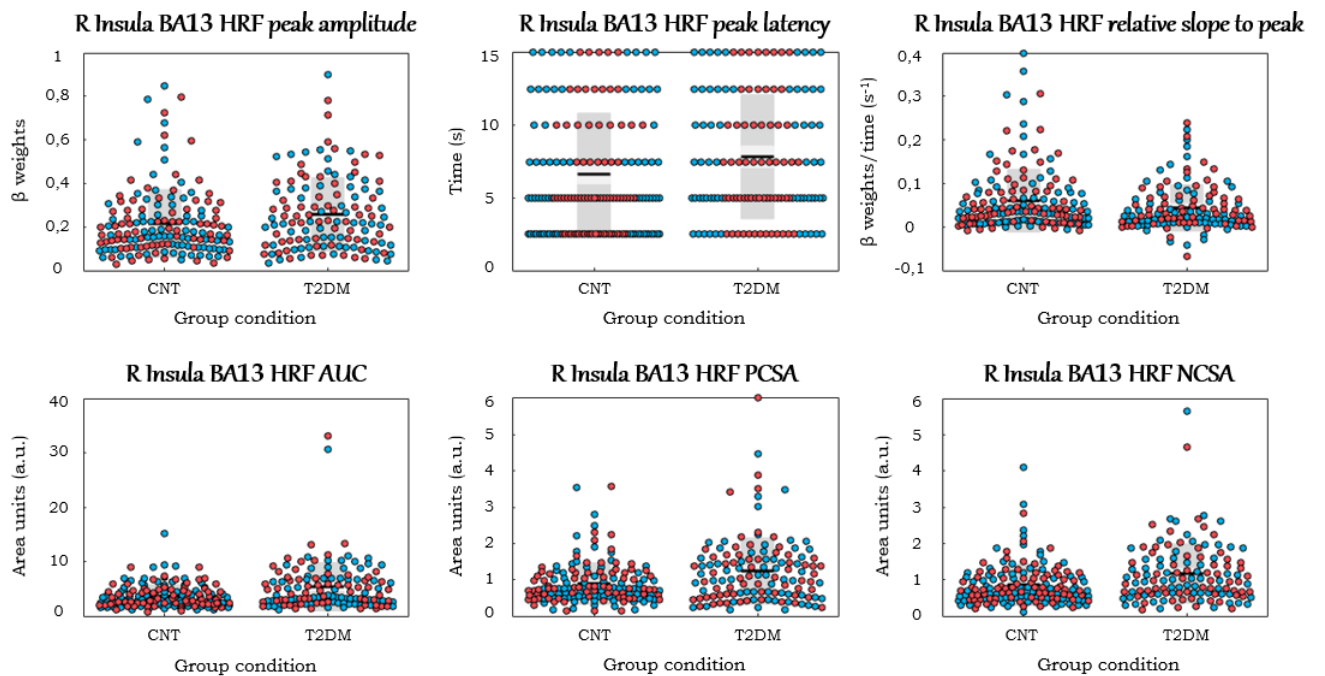 R Insula BA13 HRF peak amplitude
β weights
1
0,8
0,6
0,4
0,2
0
CNT
T2DM
Group condition
R Insula BA13 HRF peak latency
Time (s)
15
10
5
0
CNT
T2DM
Group condition
R Insula BA13 HRF relative slope to peak
β weights/time (s⁻¹)
0,4
0,3
0,2
0,1
0
-0,1
CNT
T2DM
Group condition
R Insula BA13 HRF AUC
Area units (a.u.)
40
30
20
10
0
CNT
T2DM
Group condition
R Insula BA13 HRF PCSA
Area units (a.u.)
6
5
4
3
2
1
0
CNT
T2DM
Group condition
R Insula BA13 HRF NCSA
Area units (a.u.)
6
5
4
3
2
1
0
CNT
T2DM
Group condition